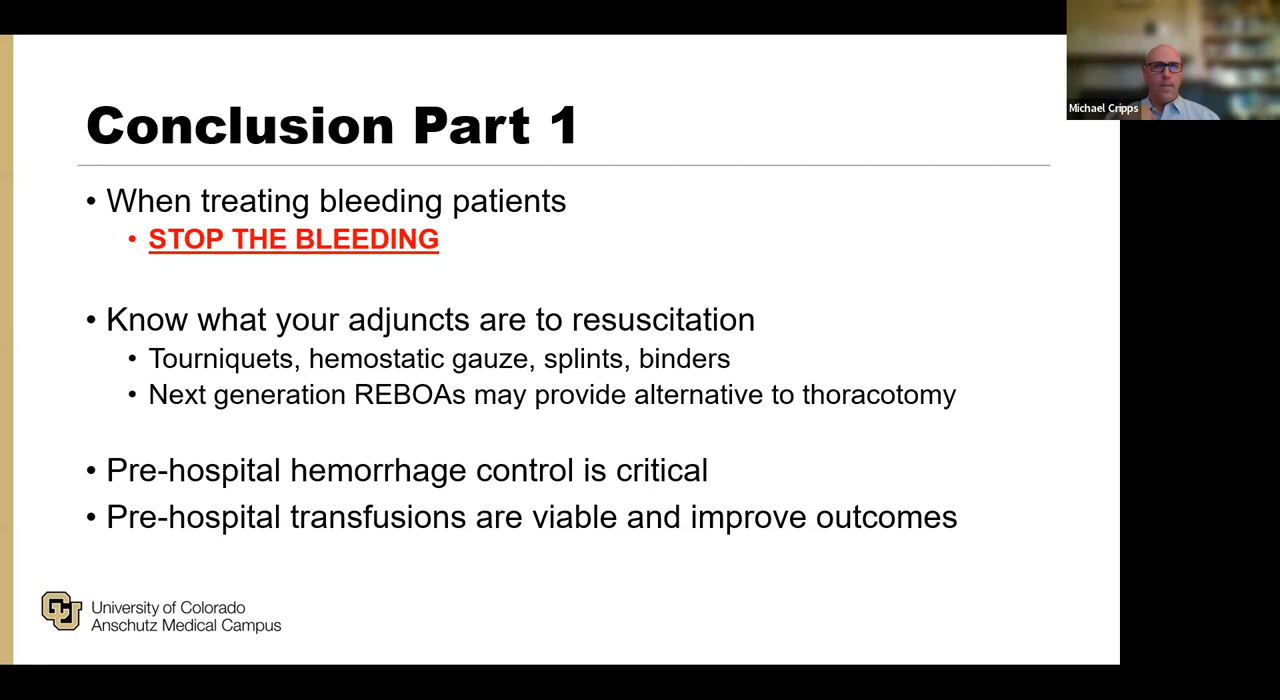 Michael Cripps
Conclusion Part 1
• When treating bleeding patients
• STOP THE BLEEDING
• Know what your adjuncts are to resuscitation
• Tourniquets, hemostatic gauze, splints, binders
• Next generation REBOAs may provide alternative to thoracotomy
• Pre-hospital hemorrhage control is critical
• Pre-hospital transfusions are viable and improve outcomes
CU
University of Colorado
Anschutz Medical Campus